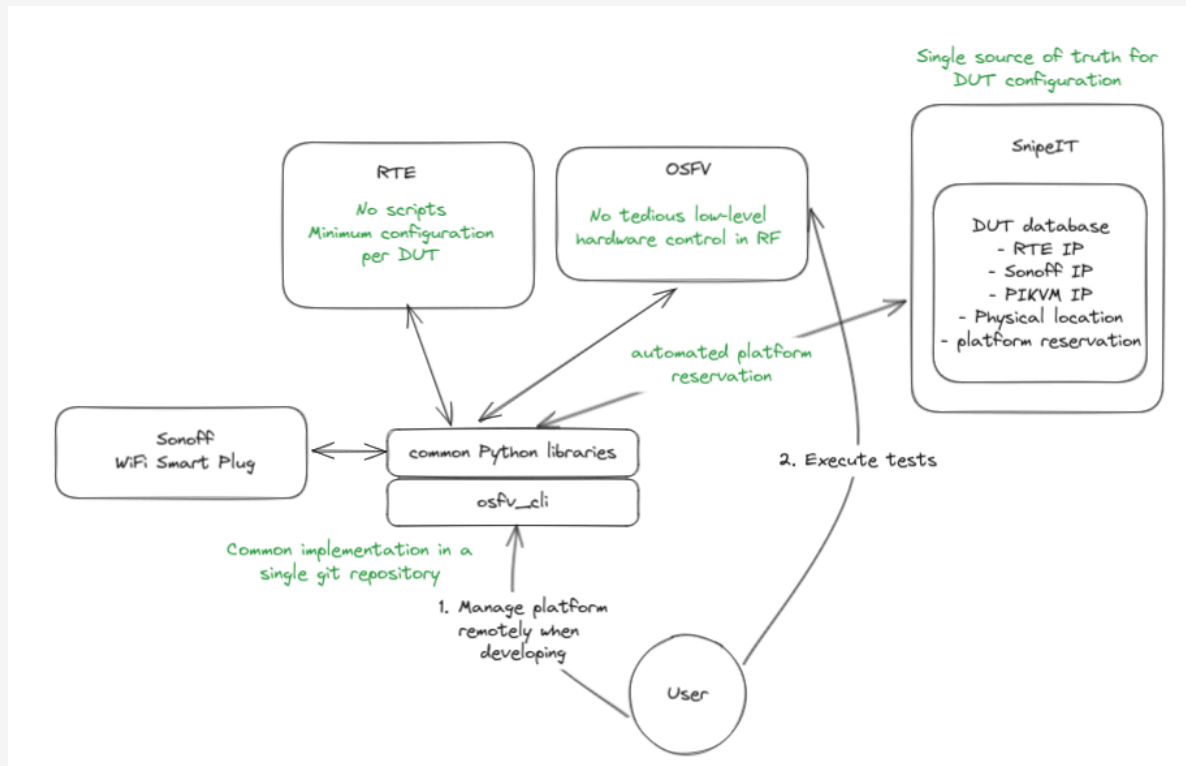 Single source of truth for
DUT configuration
SnipeIT
DUT database
- RTE IP
- Sonoff IP
- PIKVM IP
- Physical location
- platform reservation
RTE
No scripts
Minimum configuration
per DUT
OSFV
No tedious low-level
hardware control in RF
automated platform
reservation
Sonoff
WiFi Smart Plug
common Python libraries
osfv_cli
2. Execute tests
Common implementation in a
single git repository
1. Manage platform
remotely when
developing
User